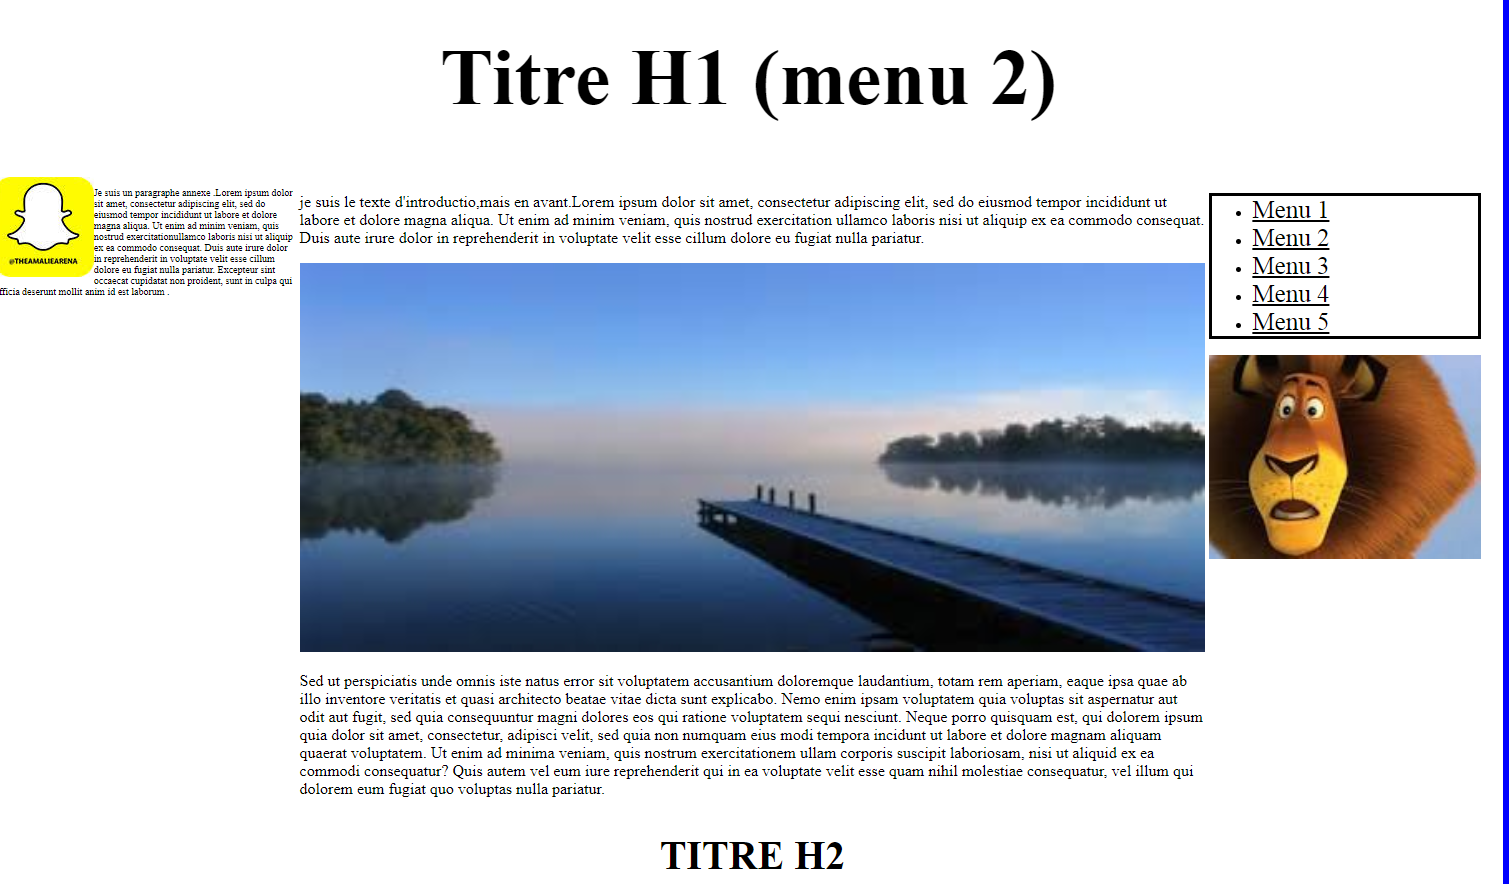 Titre H1 (menu 2)
@THEAMALIEARENA
Je suis un paragraphe annexe .Lorem ipsum dolor
sit amet, consectetur adipiscing elit, sed do
eiusmod tempor incididunt ut labore et dolore
magna aliqua. Ut enim ad minim veniam, quis
nostrud exercitationullamco laboris nisi ut aliquip
ex ea commodo consequat. Duis aute irure dolor
in reprehenderit in voluptate velit esse cillum
dolore eu fugiat nulla pariatur. Excepteur sint
occaecat cupidatat non proident, sunt in culpa qui
fficia deserunt mollit anim id est laborum .
je suis le texte d'introductio,mais en avant.Lorem ipsum dolor sit amet, consectetur adipiscing elit, sed do eiusmod tempor incididunt ut
labore et dolore magna aliqua. Ut enim ad minim veniam, quis nostrud exercitation ullamco laboris nisi ut aliquip ex ea commodo consequat.
Duis aute irure dolor in reprehenderit in voluptate velit esse cillum dolore eu fugiat nulla pariatur.
Sed ut perspiciatis unde omnis iste natus error sit voluptatem accusantium doloremque laudantium, totam rem aperiam, eaque ipsa quae ab
illo inventore veritatis et quasi architecto beatae vitae dicta sunt explicabo. Nemo enim ipsam voluptatem quia voluptas sit aspernatur aut
odit aut fugit, sed quia consequuntur magni dolores eos qui ratione voluptatem sequi nesciunt. Neque porro quisquam est, qui dolorem ipsum
quia dolor sit amet, consectetur, adipisci velit, sed quia non numquam eius modi tempora incidunt ut labore et dolore magnam aliquam
quaerat voluptatem. Ut enim ad minima veniam, quis nostrum exercitationem ullam corporis suscipit laboriosam, nisi ut aliquid ex ea
commodi consequatur? Quis autem vel eum iure reprehenderit qui in ea voluptate velit esse quam nihil molestiae consequatur, vel illum qui
dolorem eum fugiat quo voluptas nulla pariatur.
TITRE H2
Menu 1
Menu 2
Menu 3
Menu 4
Menu 5